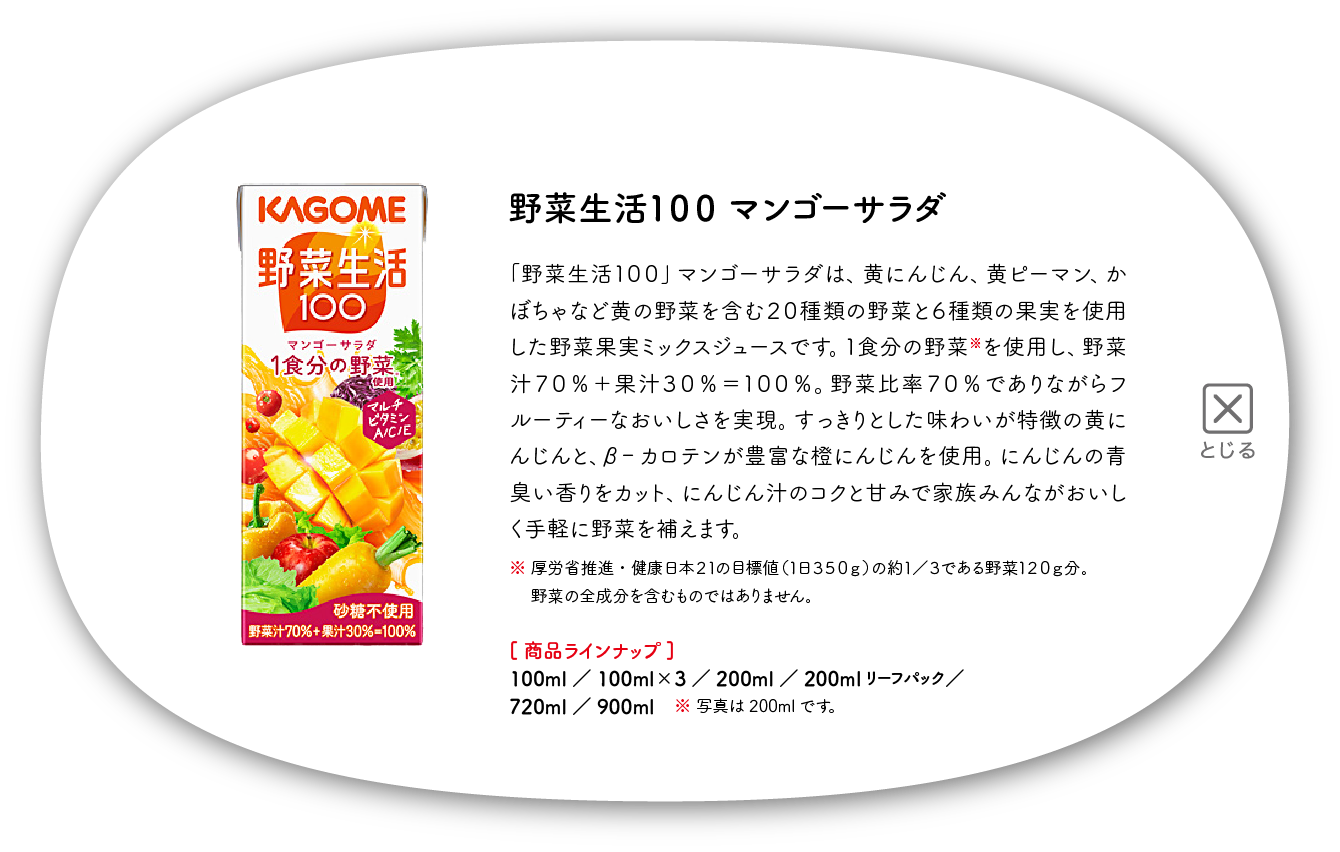 KAGOME
野菜生活
100
マンゴーサラダ
1食分の野菜
使用
マルチ
ビタミン
A/C/E
砂糖不使用
野菜汁70%+果汁30%=100%
野菜生活100 マンゴーサラダ
「野菜生活100」マンゴーサラダは、黄にんじん、黄ピーマン、か
ぼちゃなど黄の野菜を含む20種類の野菜と6種類の果実を使用
した野菜果実ミックスジュースです。1食分の野菜※を使用し、野菜
汁70%+果汁30%=100%。野菜比率70%でありながらフ
ルーティーなおいしさを実現。すっきりとした味わいが特徴の黄に
んじんと、β-カロテンが豊富な橙にんじんを使用。にんじんの青
臭い香りをカット、にんじん汁のコクと甘みで家族みんながおいし
く手軽に野菜を補えます。
※ 厚労省推進・健康日本21の目標値(1日350g)の約1/3である野菜120g分。
野菜の全成分を含むものではありません。
[ 商品ラインナップ ]
100ml / 100ml×3 / 200ml / 200ml リーフパック/
720ml / 900ml ※ 写真は 200ml です。
とじる